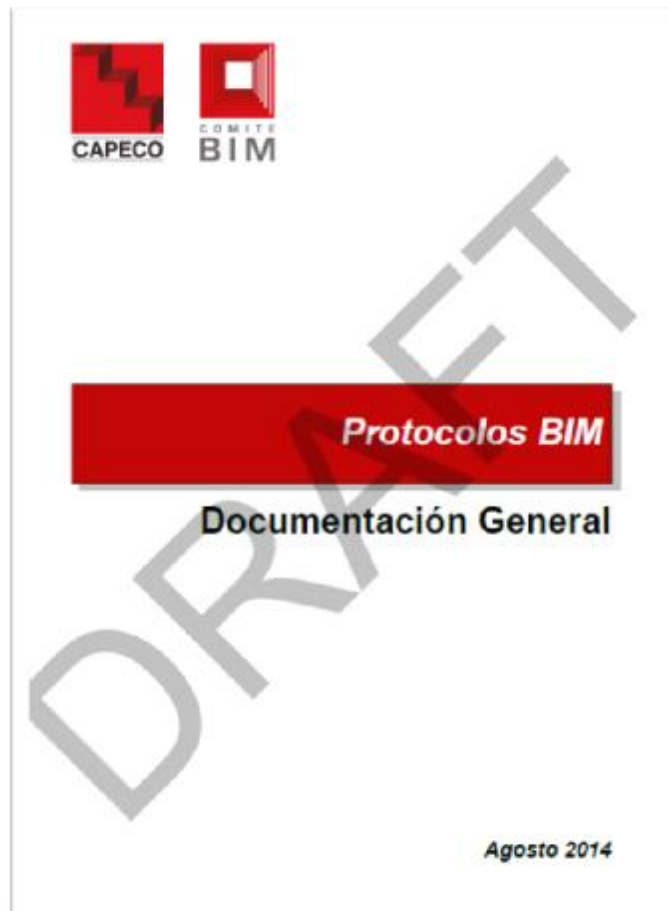 CAPECO
COMITE
BIM
DRAFT
Protocolos BIM
Documentación General
Agosto 2014